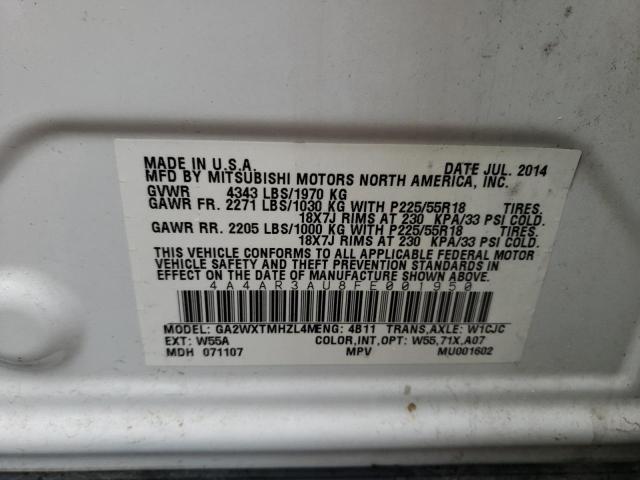 MADE IN U.S.A. DATE JUL. 2014
MFD BY MITSUBISHI MOTORS NORTH AMERICA, INC.
GVWR 4343 LBS/1970 KG
GAWR FR. 2271 LBS/1030 KG WITH P225/55R18 TIRES.
18X7J RIMS AT 230 KPA/33 PSI COLD.
GAWR RR. 2205 LBS/1000 KG WITH P225/55R18 TIRES.
18X7J RIMS AT 230 KPA/33 PSI COLD.
THIS VEHICLE CONFORMS TO ALL APPLICABLE FEDERAL MOTOR
VEHICLE SAFETY AND THEFT PREVENTION STANDARDS IN
EFFECT ON THE DATE OF MANUFACTURE SHOWN ABOVE.
4A4AR3AU8FE001950
MODEL: GA2WXTMHZL4M ENG: 4B11 TRANS,AXLE: W1CJC
EXT: W55A COLOR,INT,OPT: W55,71X,A07
MDH 071107 MPV MU001602